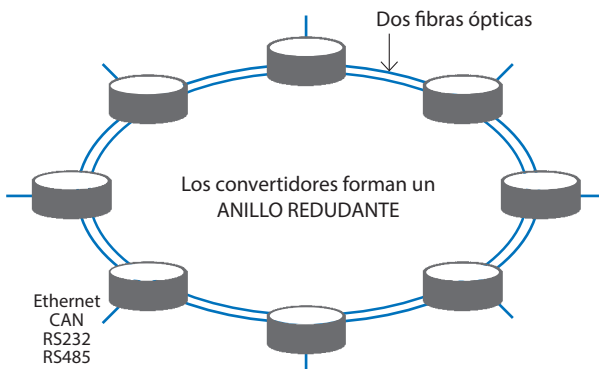 Dos fibras ópticas
Los convertidores forman un
ANILLO REDUDANTE
Ethernet
CAN
RS232
RS485